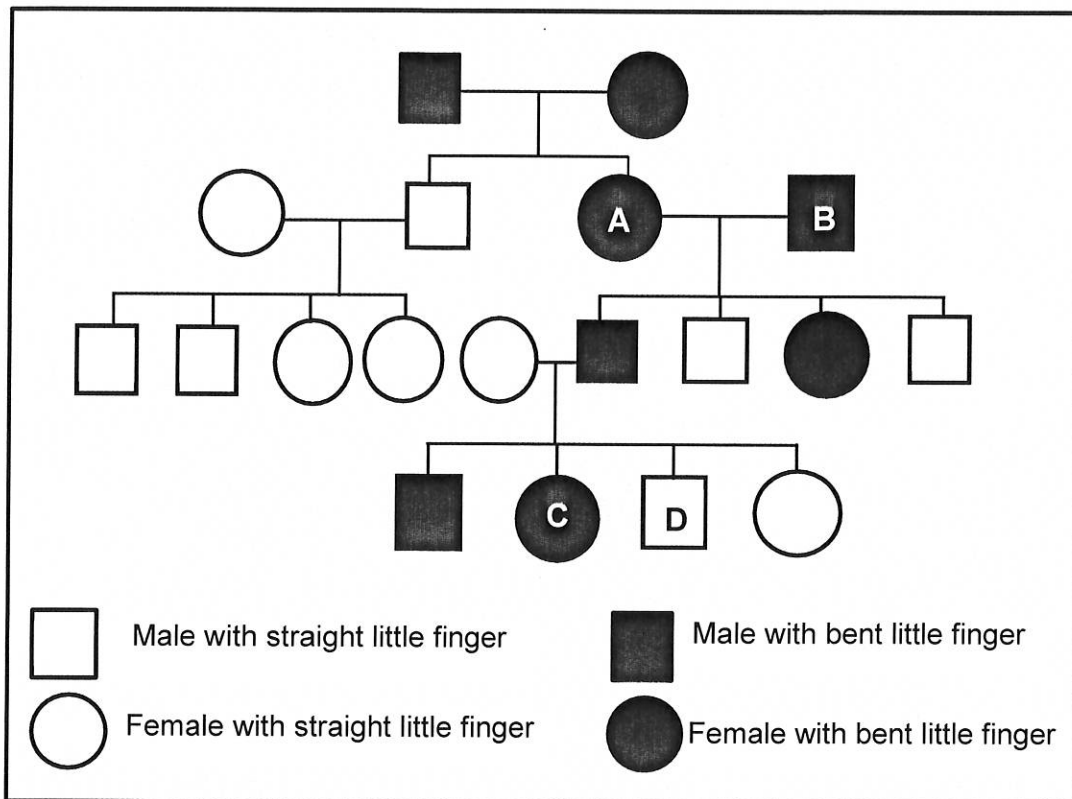 A
B
C
D
Male with straight little finger
Male with bent little finger
Female with straight little finger
Female with bent little finger